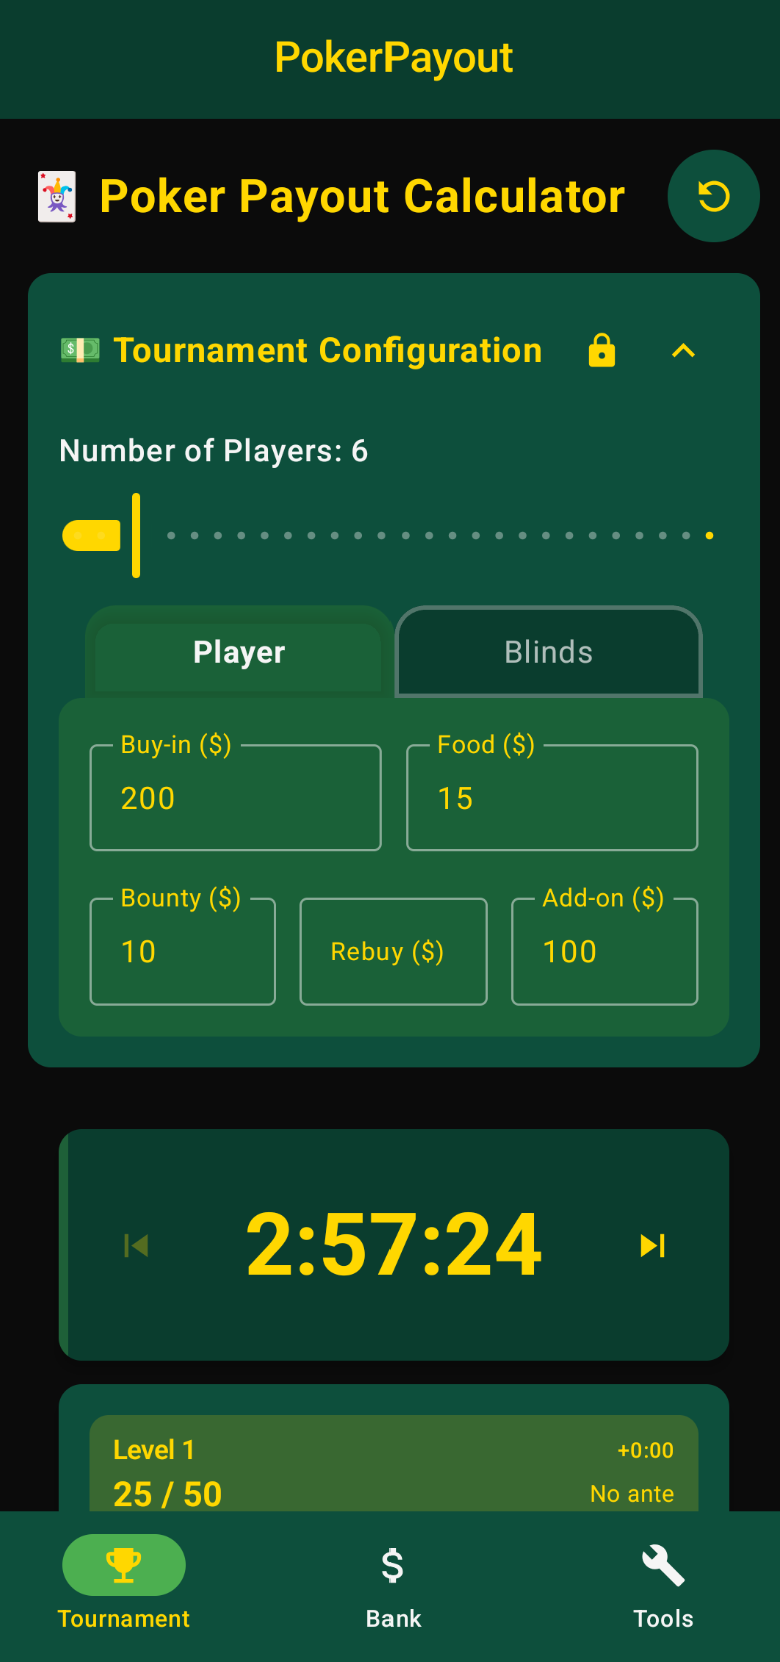 PokerPayout
Poker Payout Calculator
Tournament Configuration
Number of Players: 6
Player
Blinds
Buy-in ($)
Food ($)
200
15
Bounty ($)
Add-on ($)
10
Rebuy ($)
100
2:57:24
Level 1
+0:00
25 / 50
No ante
$
Tournament
Bank
Tools